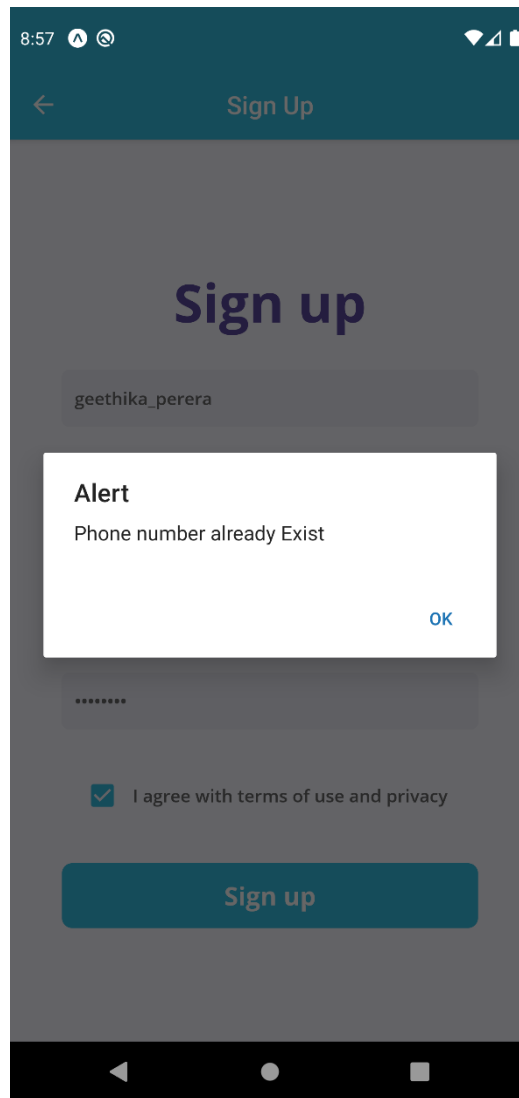 8:57
Sign Up
Sign up
geethika_perera
Alert
Phone number already Exist
OK
••••••••
I agree with terms of use and privacy
Sign up